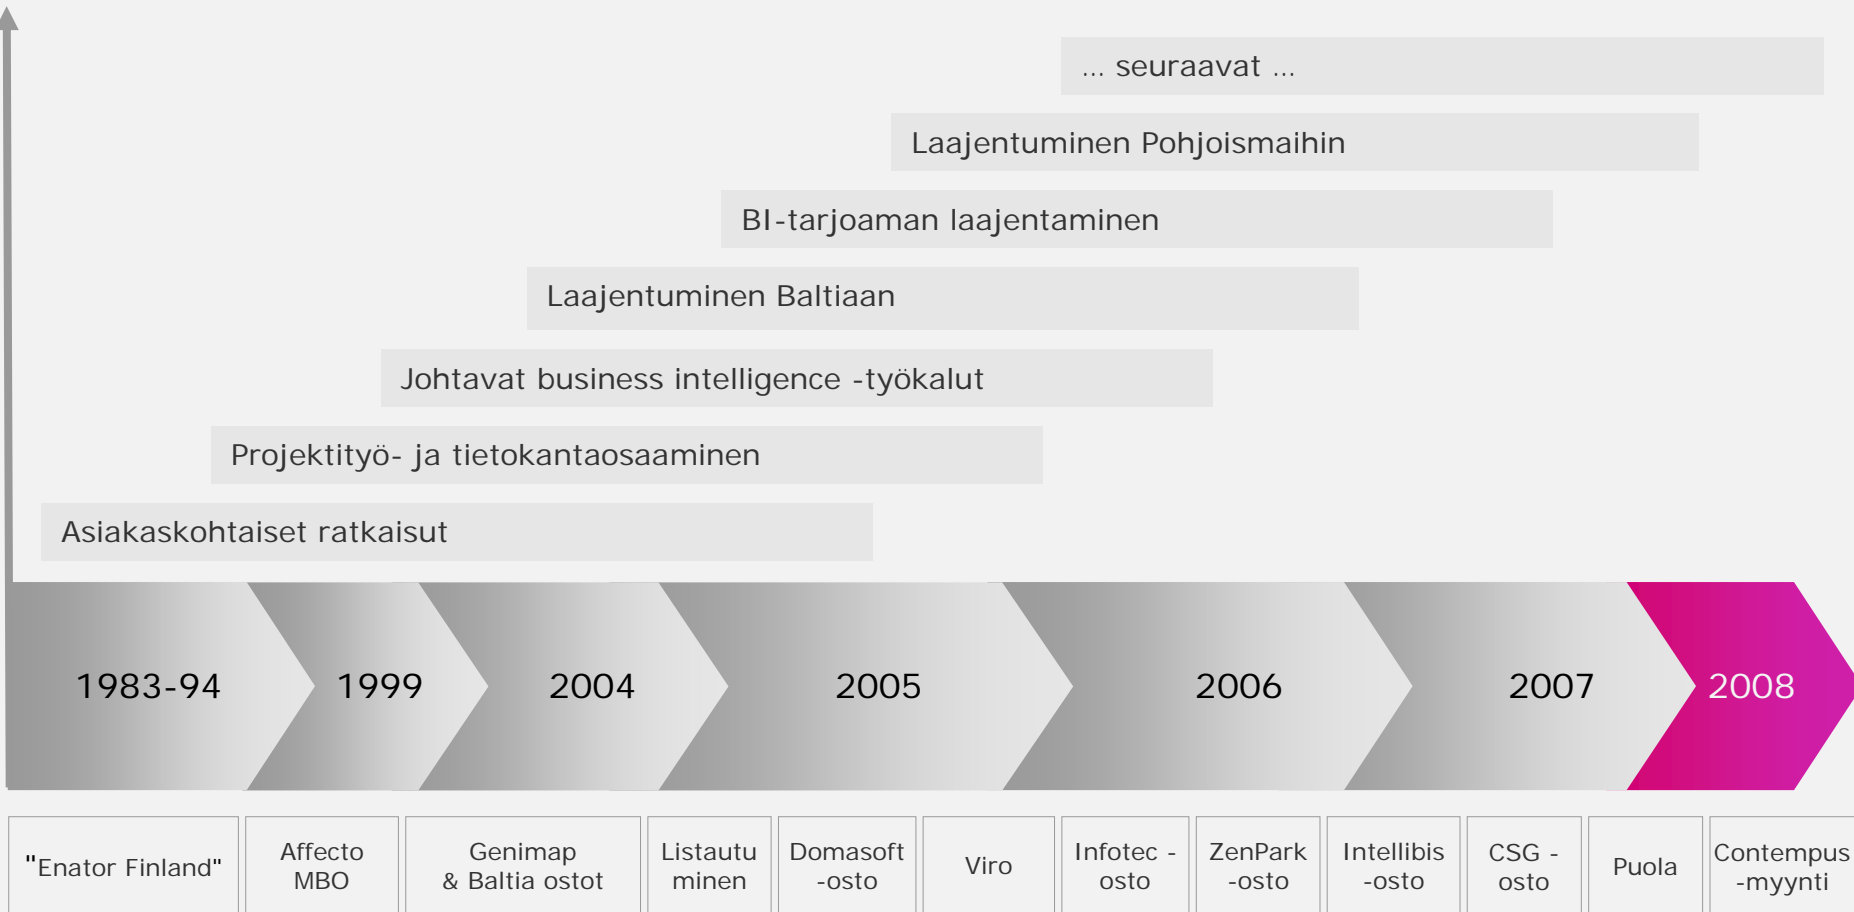 ... seuraavat ...
Laajentuminen Pohjoismaihin
BI-tarjoaman laajentaminen
Laajentuminen Baltiaan
Johtavat business intelligence -työkalut
Projektityö- ja tietokantaosaaminen
Asiakaskohtaiset ratkaisut
1983-94
1999
2004
2005
2006
2007
2008
"Enator Finland"
Affecto
MBO
Genimap
& Baltia ostot
Listautu
minen
Domasoft
-osto
Viro
Infotec -
osto
ZenPark
-osto
Intellibis
-osto
CSG -
osto
Puola
Contempus
-myynti